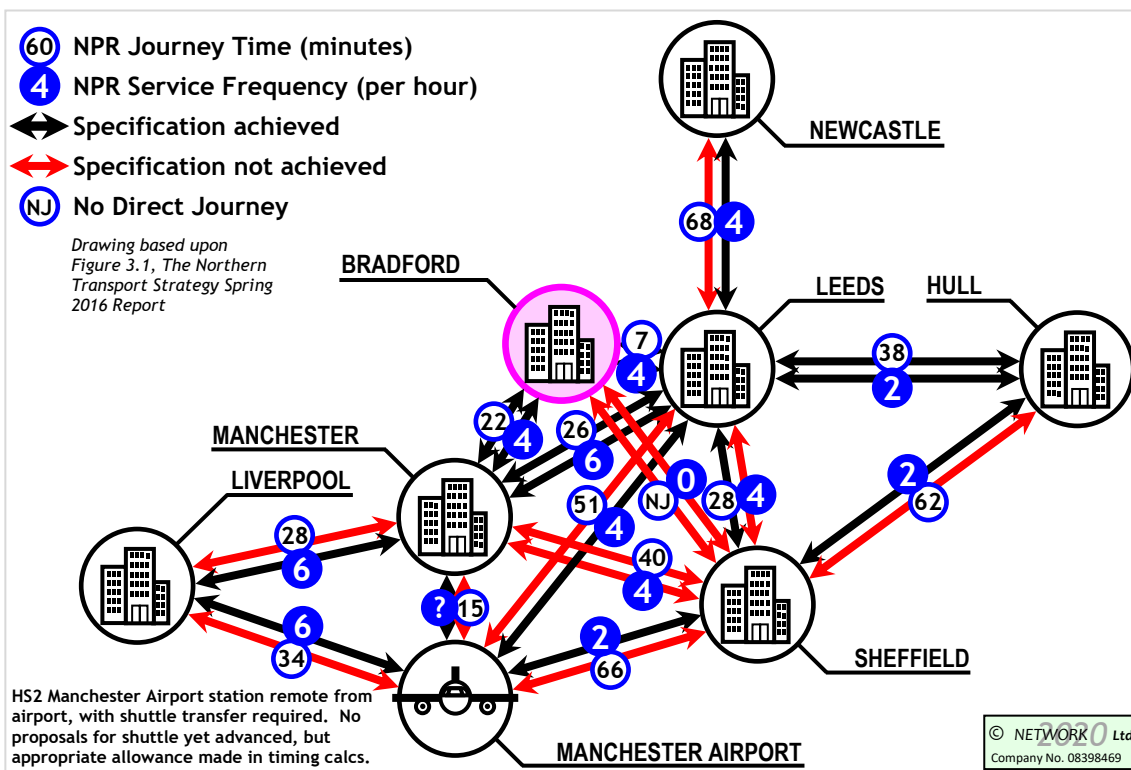 60 NPR Journey Time (minutes)
4 NPR Service Frequency (per hour)
Specification achieved
Specification not achieved
NJ No Direct Journey
Drawing based upon
Figure 3.1, The Northern
Transport Strategy Spring
2016 Report
NEWCASTLE
68 4
BRADFORD
LEEDS
HULL
7
4
38
2
22
4
26
6
MANCHESTER
LIVERPOOL
51
4
NJ
0
28
4
2
62
28
6
40
4
? 15
6
34
2
66
SHEFFIELD
MANCHESTER AIRPORT
HS2 Manchester Airport station remote from
airport, with shuttle transfer required. No
proposals for shuttle yet advanced, but
appropriate allowance made in timing calcs.
© NETWORK 2020 Ltd
Company No. 08398469